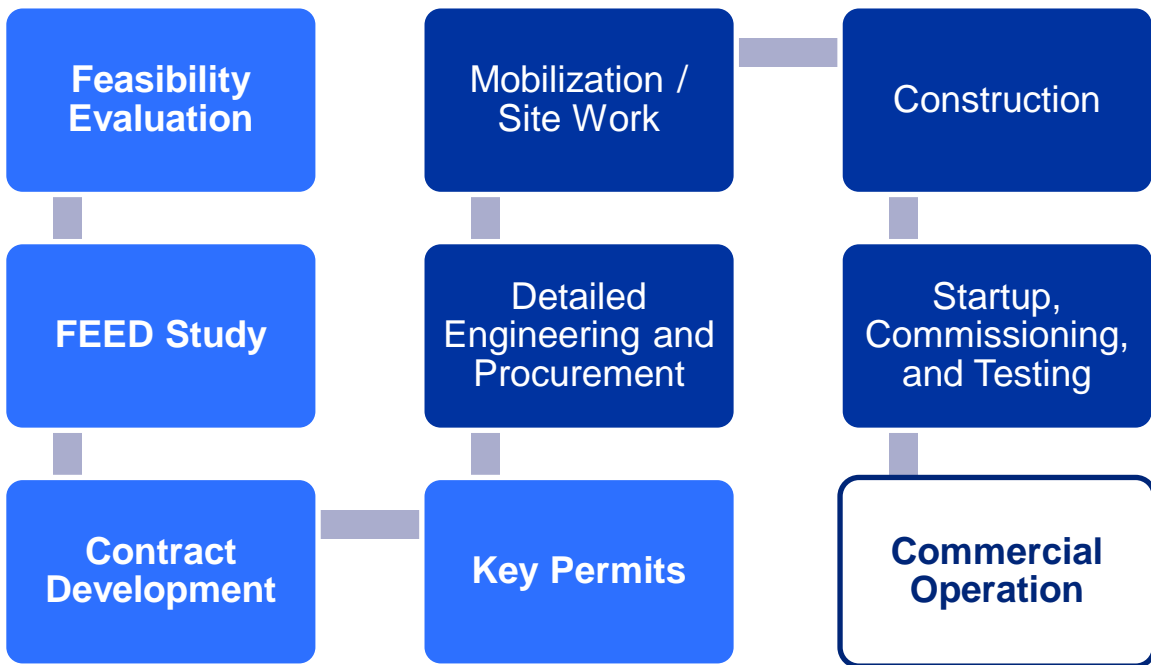 Feasibility
Evaluation
FEED Study
Contract
Development
Key Permits
Detailed
Engineering and
Procurement
Mobilization /
Site Work
Construction
Startup,
Commissioning,
and Testing
Commercial
Operation